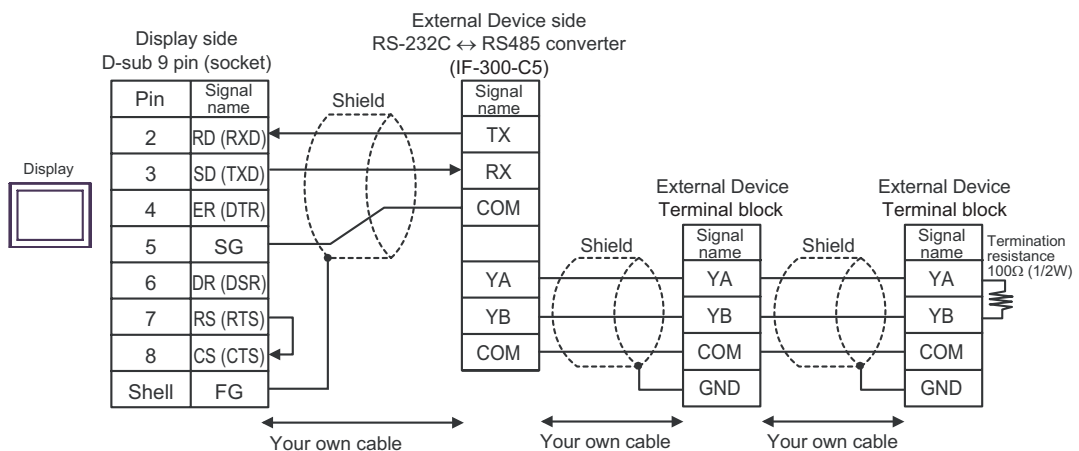 External Device side
RS-232C ↔ RS485 converter
(IF-300-C5)
Display side
D-sub 9 pin (socket)
Display
Pin
Signal
name
2
RD (RXD)
3
SD (TXD)
4
ER (DTR)
5
SG
6
DR (DSR)
7
RS (RTS)
8
CS (CTS)
Shell
FG
Shield
Signal
name
TX
RX
COM
YA
YB
COM
Shield
External Device
Terminal block
Signal
name
YA
YB
COM
GND
Shield
External Device
Terminal block
Signal
name
YA
YB
COM
GND
Termination
resistance
100Ω (1/2W)
Your own cable
Your own cable
Your own cable